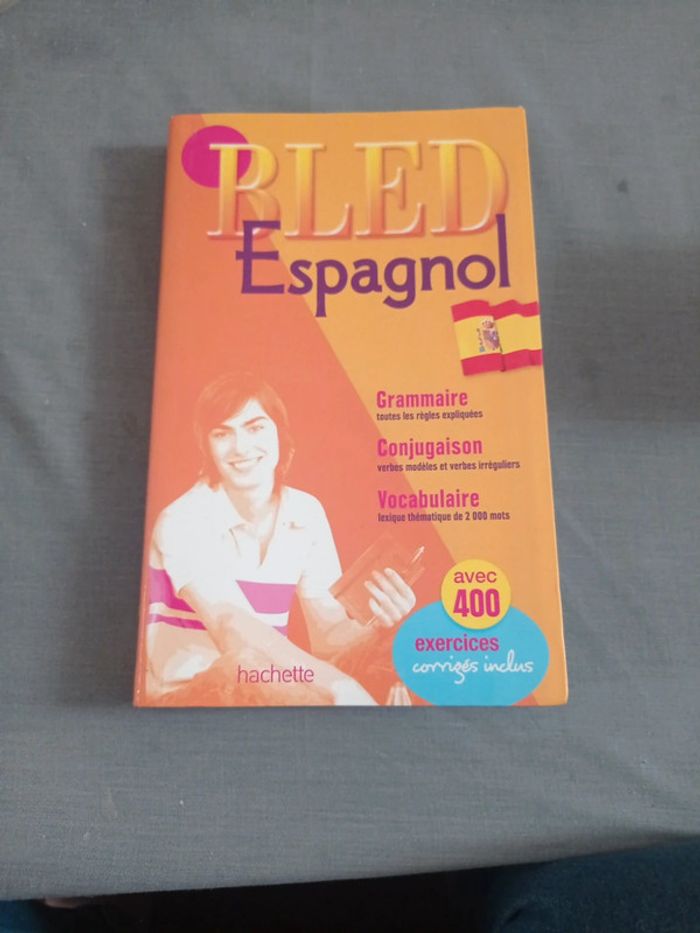 BLED
Espagnol
Grammaire
toutes les règles expliquées
Conjugaison
verbes modèles et verbes irréguliers
Vocabulaire
lexique thématique de 2 000 mots
avec
400
exercices
corrigés inclus
hachette